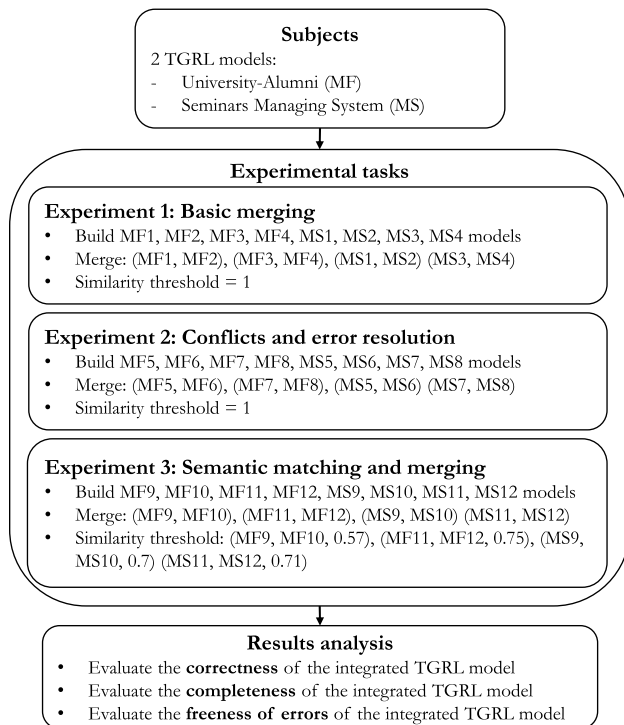 Subjects
2 TGRL models:
- University-Alumni (MF)
- Seminars Managing System (MS)
Experimental tasks
Experiment 1: Basic merging
• Build MF1, MF2, MF3, MF4, MS1, MS2, MS3, MS4 models
• Merge: (MF1, MF2), (MF3, MF4), (MS1, MS2) (MS3, MS4)
• Similarity threshold = 1
Experiment 2: Conflicts and error resolution
• Build MF5, MF6, MF7, MF8, MS5, MS6, MS7, MS8 models
• Merge: (MF5, MF6), (MF7, MF8), (MS5, MS6) (MS7, MS8)
• Similarity threshold = 1
Experiment 3: Semantic matching and merging
• Build MF9, MF10, MF11, MF12, MS9, MS10, MS11, MS12 models
• Merge: (MF9, MF10), (MF11, MF12), (MS9, MS10) (MS11, MS12)
• Similarity threshold: (MF9, MF10, 0.57), (MF11, MF12, 0.75), (MS9,
MS10, 0.7) (MS11, MS12, 0.71)
Results analysis
• Evaluate the correctness of the integrated TGRL model
• Evaluate the completeness of the integrated TGRL model
• Evaluate the freeness of errors of the integrated TGRL model